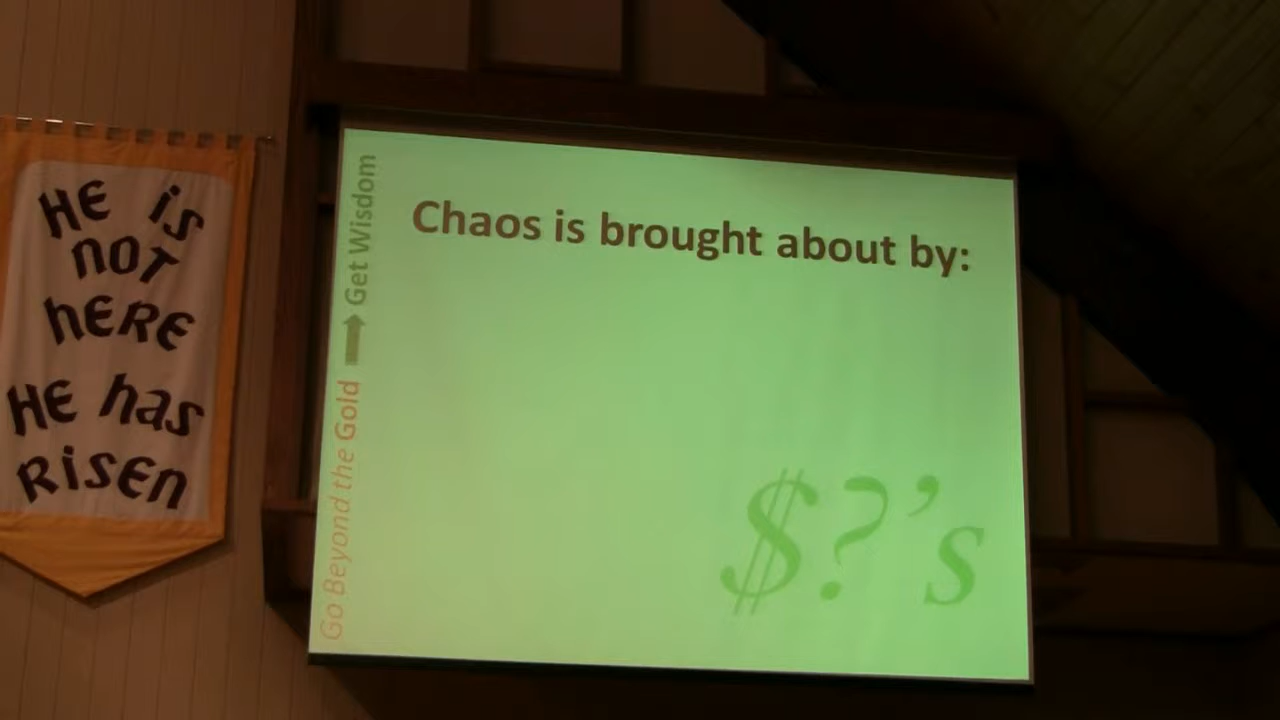 HE is
not
hERE
HE has
RisEn
Chaos is brought about by:
Go Beyond the Gold ➡ Get Wisdom
$?’s